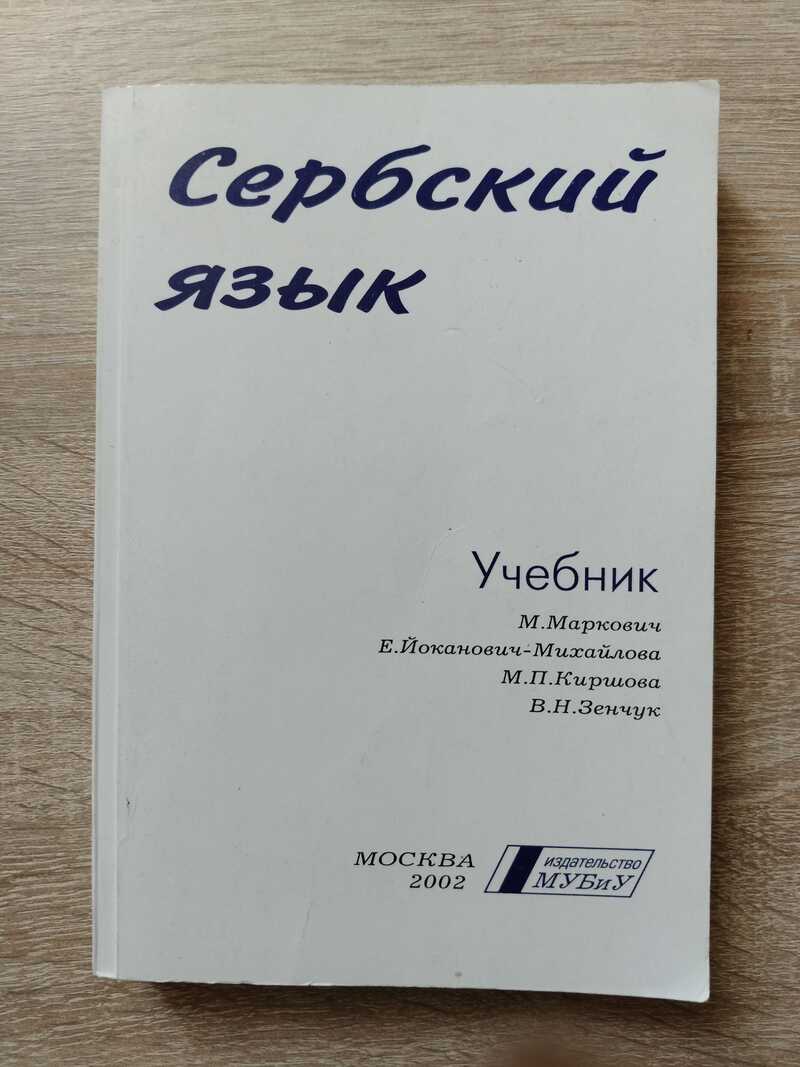 Сербский
язык
Учебник
М.Маркович
Е.Йоканович-Михайлова
М.П.Киршова
В.Н.Зенчук
МОСКВА
2002
издательство
МУБиУ